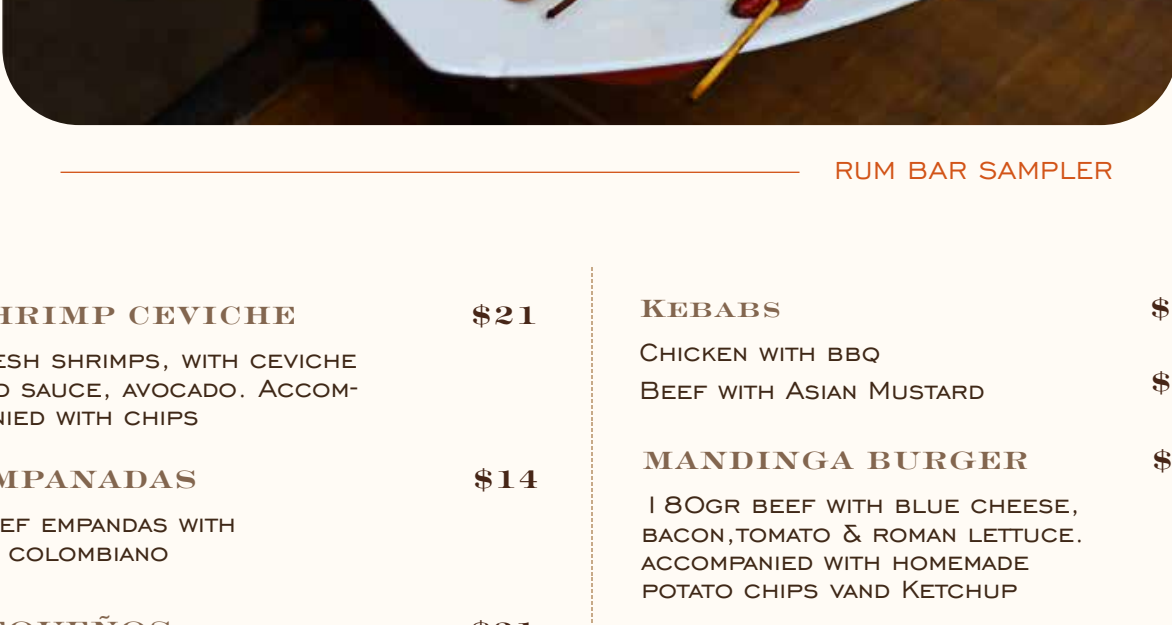 RUM BAR SAMPLER
HRIMP CEVICHE $21
ESH SHRIMPS, WITH CEVICHE
SAUCE, AVOCADO. ACCOM-
NIED WITH CHIPS
MPANADAS $14
EF EMPANDAS WITH
COLOMBIANO
$21
KEBABS $
CHICKEN WITH BBQ
BEEF WITH ASIAN MUSTARD $
MANDINGA BURGER $
180GR BEEF WITH BLUE CHEESE,
BACON,TOMATO & ROMAN LETTUCE.
ACCOMPANIED WITH HOMEMADE
POTATO CHIPS VAND KETCHUP